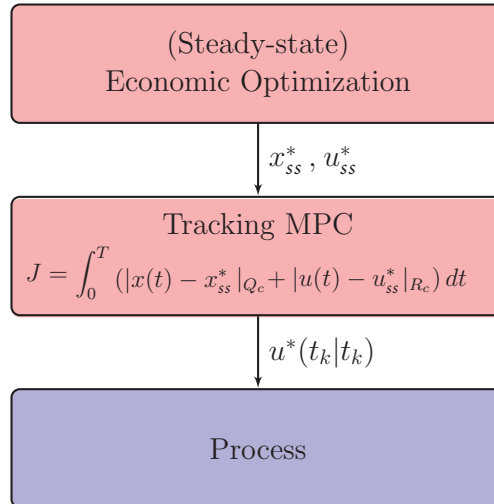 (Steady-state)
Economic Optimization
x*ss , u*ss
Tracking MPC
J = ∫₀ᵀ (|x(t) − x*ss|Qc + |u(t) − u*ss|Rc) dt
u*(tk|tk)
Process